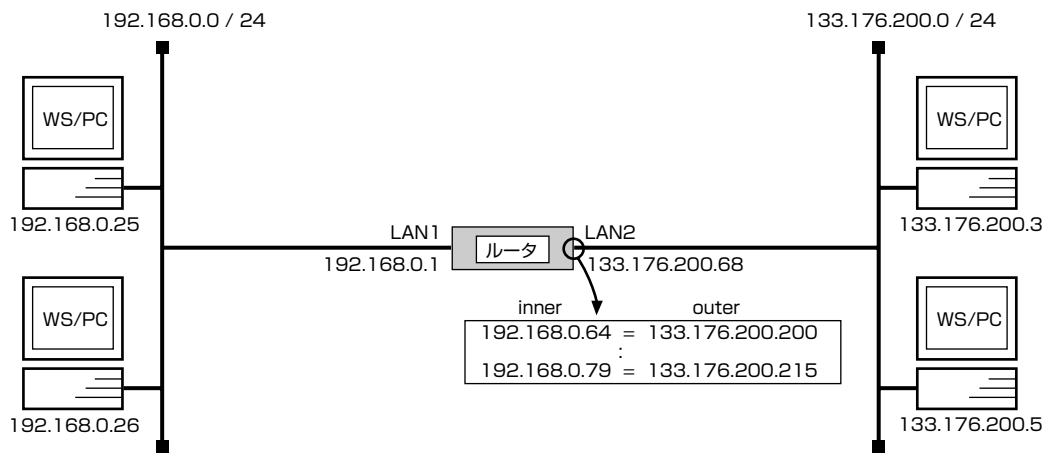 192.168.0.0 / 24
133.176.200.0 / 24
WS/PC
WS/PC
192.168.0.25
133.176.200.3
LAN1
LAN2
ルータ
192.168.0.1
133.176.200.68
inner outer
192.168.0.64 = 133.176.200.200
:
192.168.0.79 = 133.176.200.215
WS/PC
WS/PC
192.168.0.26
133.176.200.5